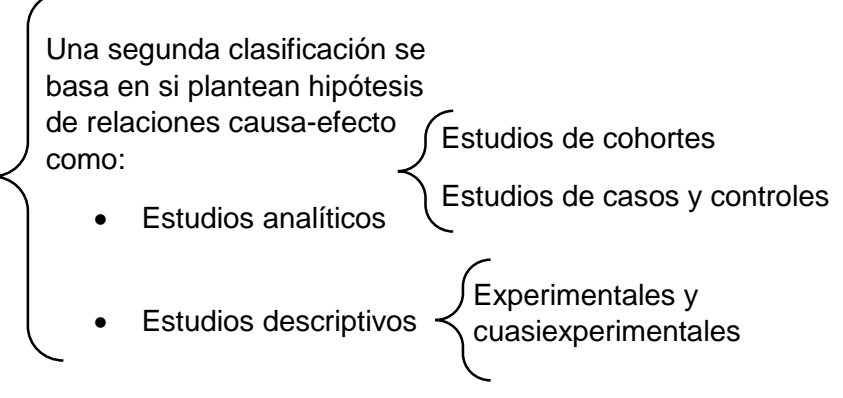 Una segunda clasificación se
basa en si plantean hipótesis
de relaciones causa-efecto
como:
Estudios de cohortes
Estudios de casos y controles
• Estudios analíticos
Experimentales y
cuasiexperimentales
• Estudios descriptivos